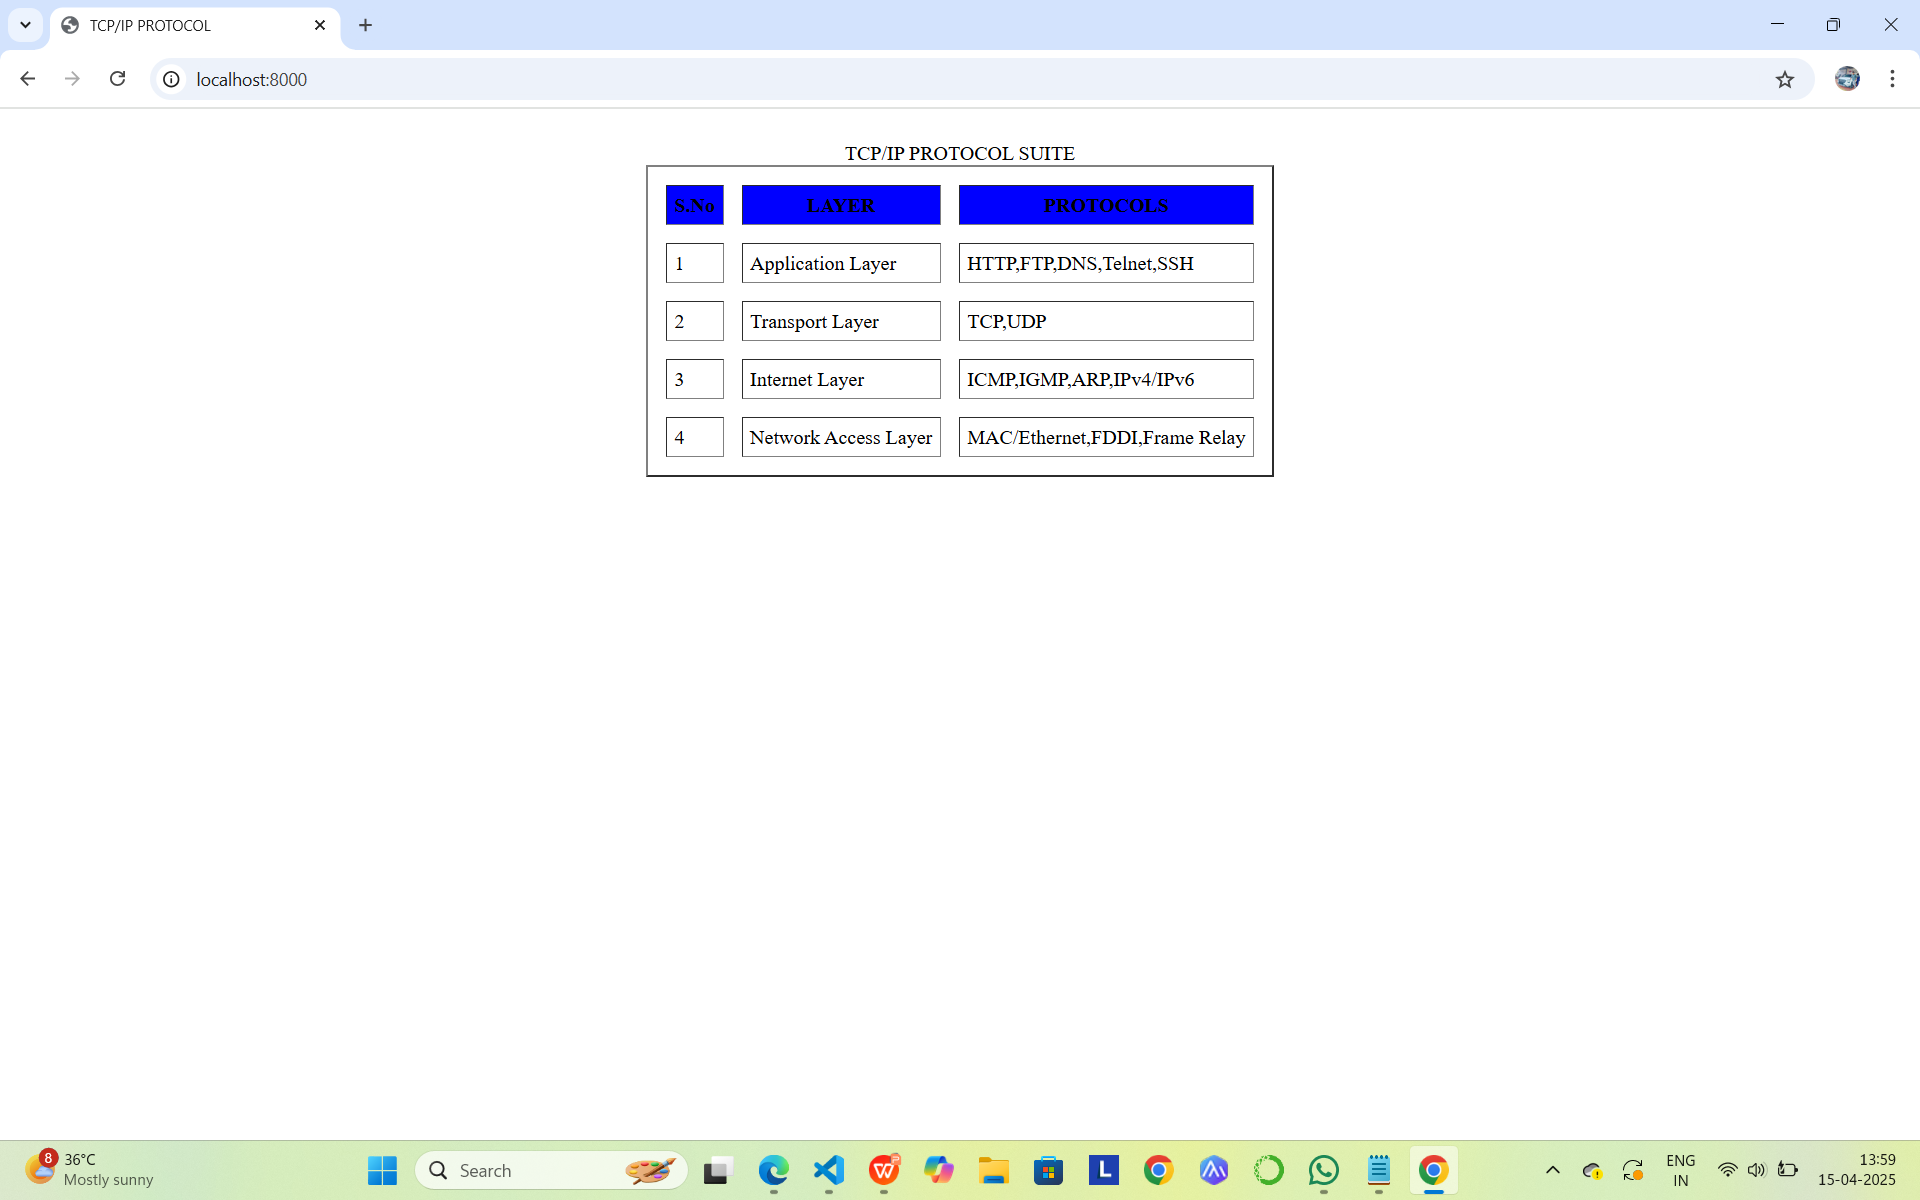 TCP/IP PROTOCOL
localhost:8000
TCP/IP PROTOCOL SUITE
S.No LAYER PROTOCOLS
1 Application Layer HTTP,FTP,DNS,Telnet,SSH
2 Transport Layer TCP,UDP
3 Internet Layer ICMP,IGMP,ARP,IPv4/IPv6
4 Network Access Layer MAC/Ethernet,FDDI,Frame Relay
8 36°C
Mostly sunny
Search
L
ENG
IN
13:59
15-04-2025